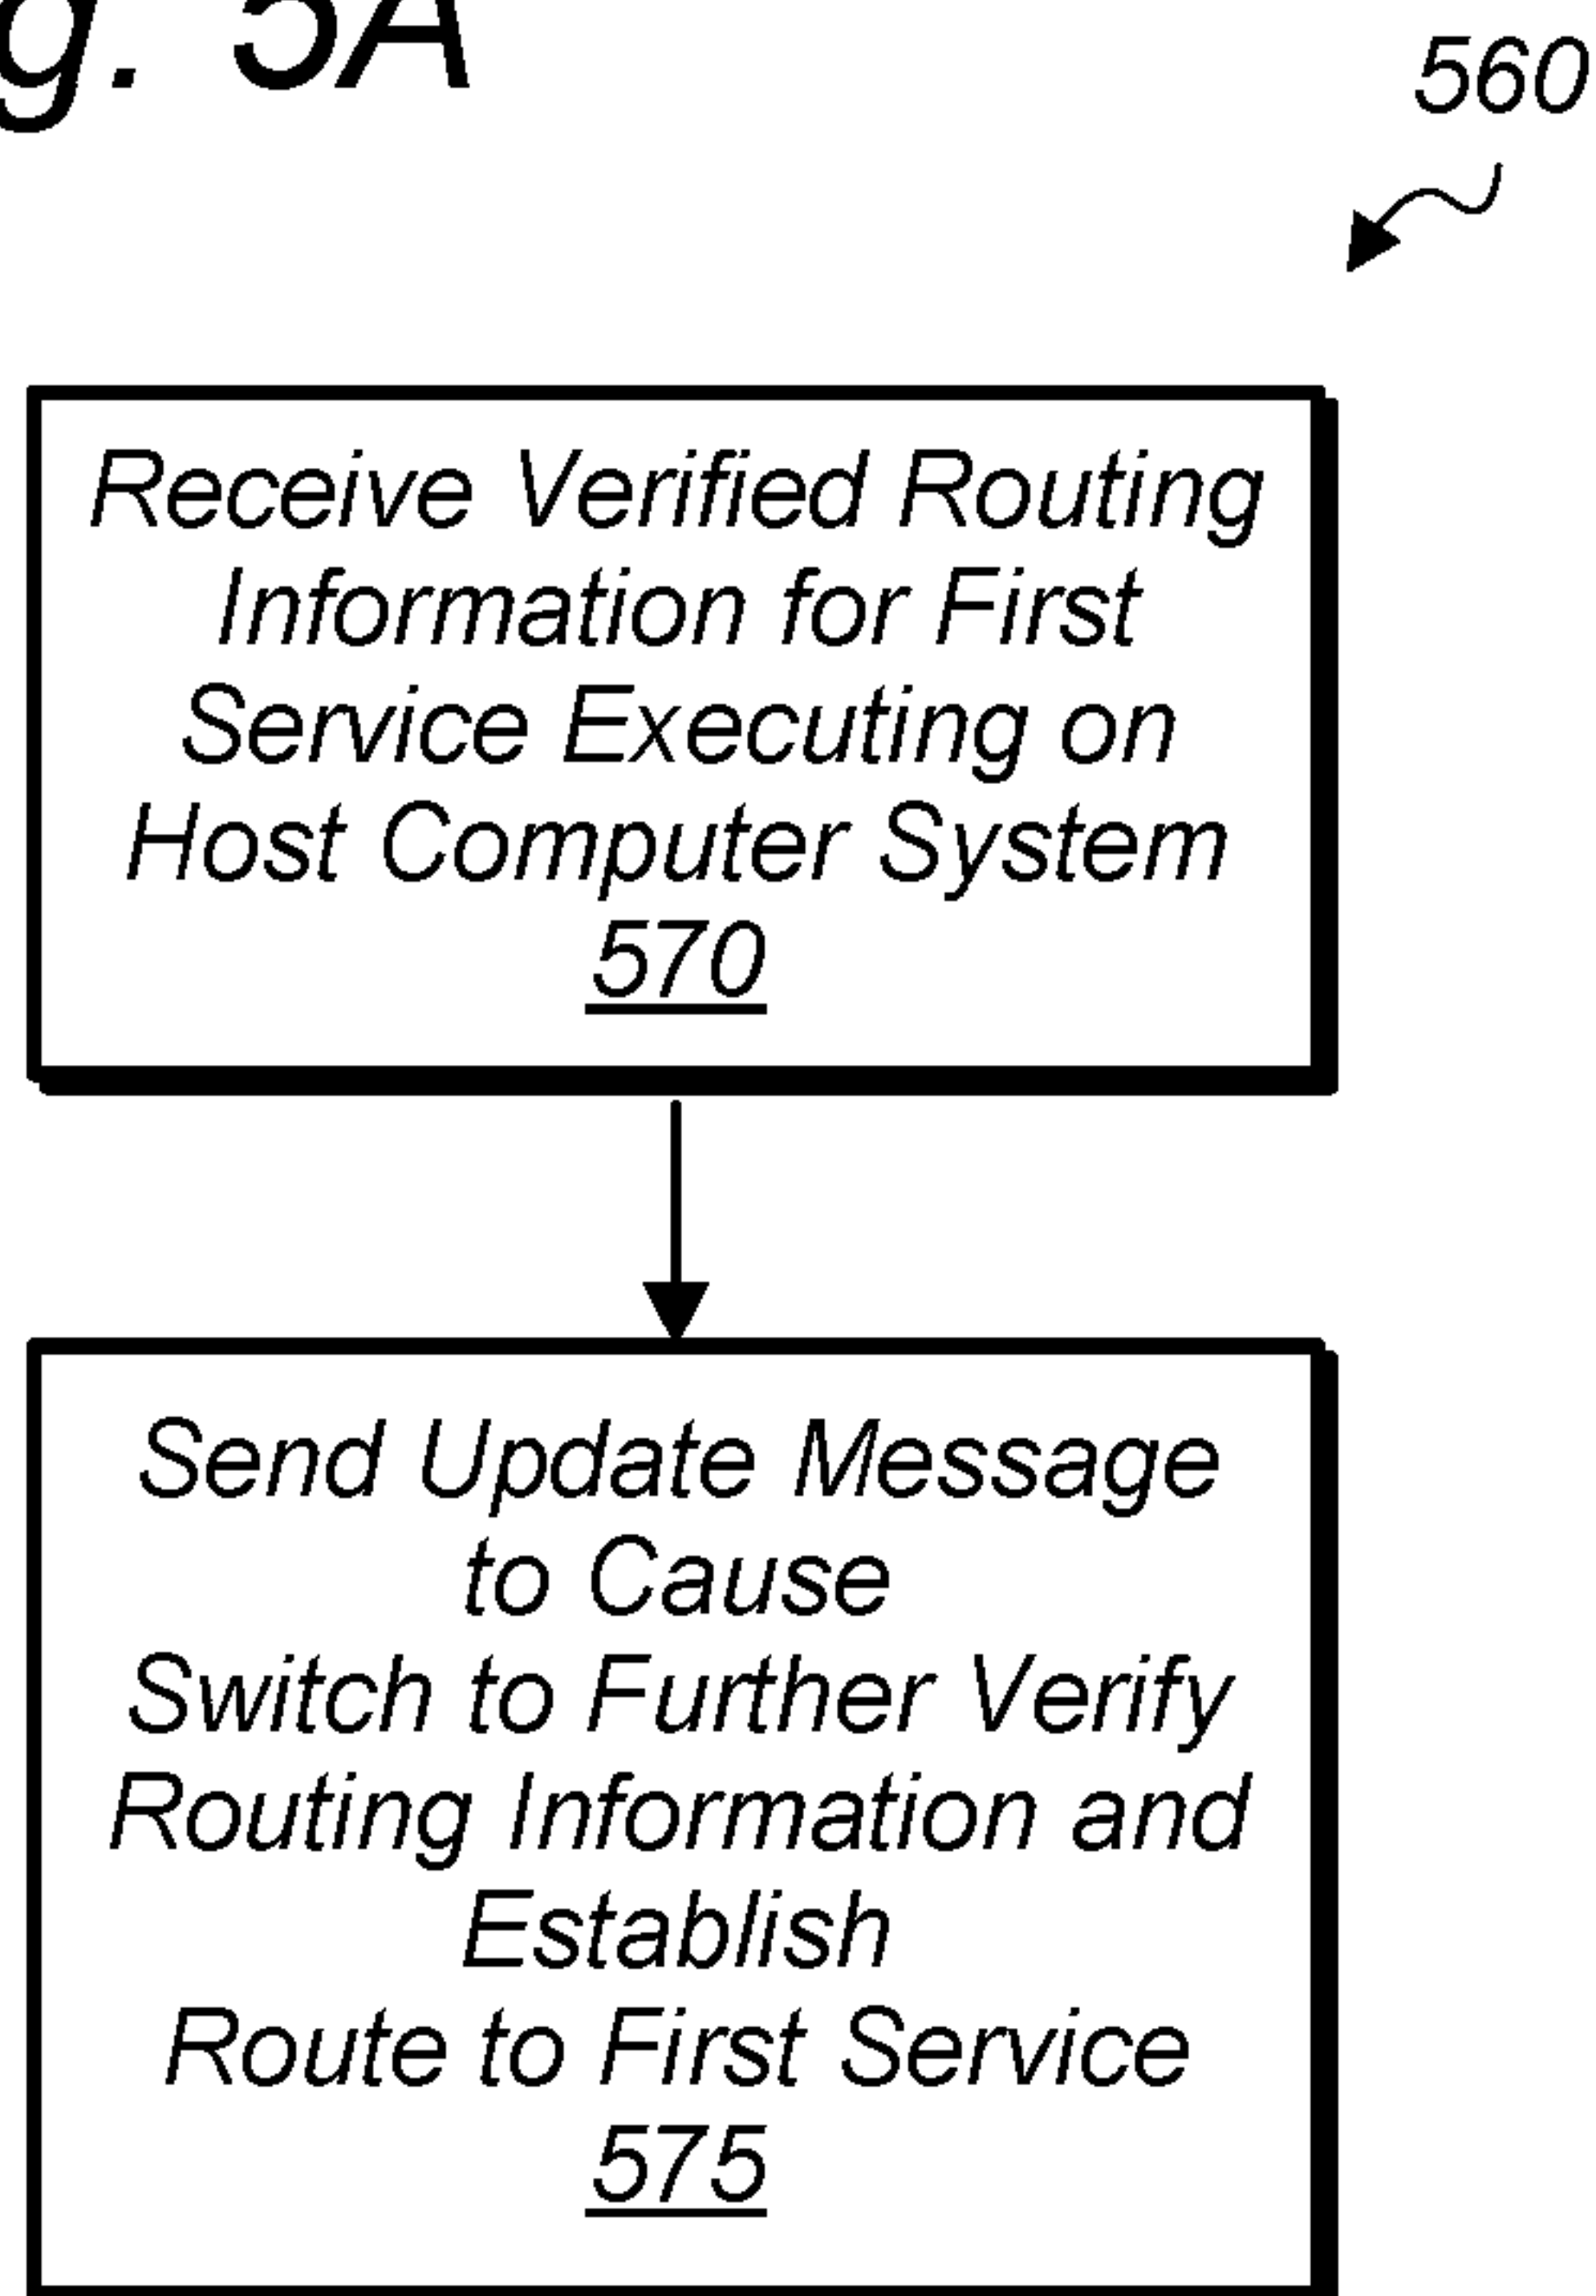 g. 5A
560
Receive Verified Routing
Information for First
Service Executing on
Host Computer System
570
Send Update Message
to Cause
Switch to Further Verify
Routing Information and
Establish
Route to First Service
575